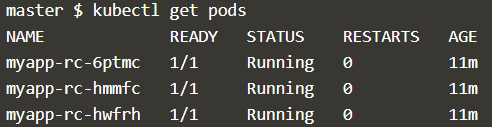 master $ kubectl get pods
NAME READY STATUS RESTARTS AGE
myapp-rc-6ptmc 1/1 Running 0 11m
myapp-rc-hmmfc 1/1 Running 0 11m
myapp-rc-hwfrh 1/1 Running 0 11m